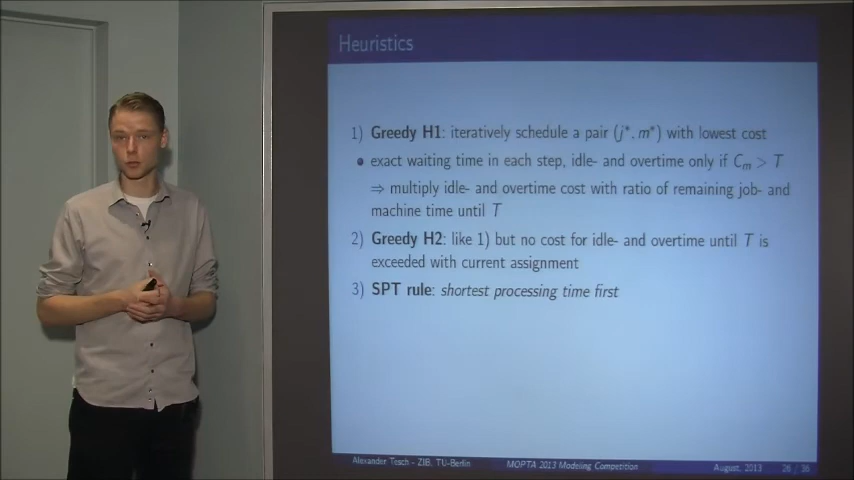 Heuristics
1) Greedy H1: iteratively schedule a pair (j*, m*) with lowest cost
• exact waiting time in each step, idle- and overtime only if Cₘ > T
⇒ multiply idle- and overtime cost with ratio of remaining job- and
machine time until T
2) Greedy H2: like 1) but no cost for idle- and overtime until T is
exceeded with current assignment
3) SPT rule: shortest processing time first
Alexander Tesch - ZIB, TU-Berlin MOPTA 2013 Modeling Competition August, 2013 26 / 36